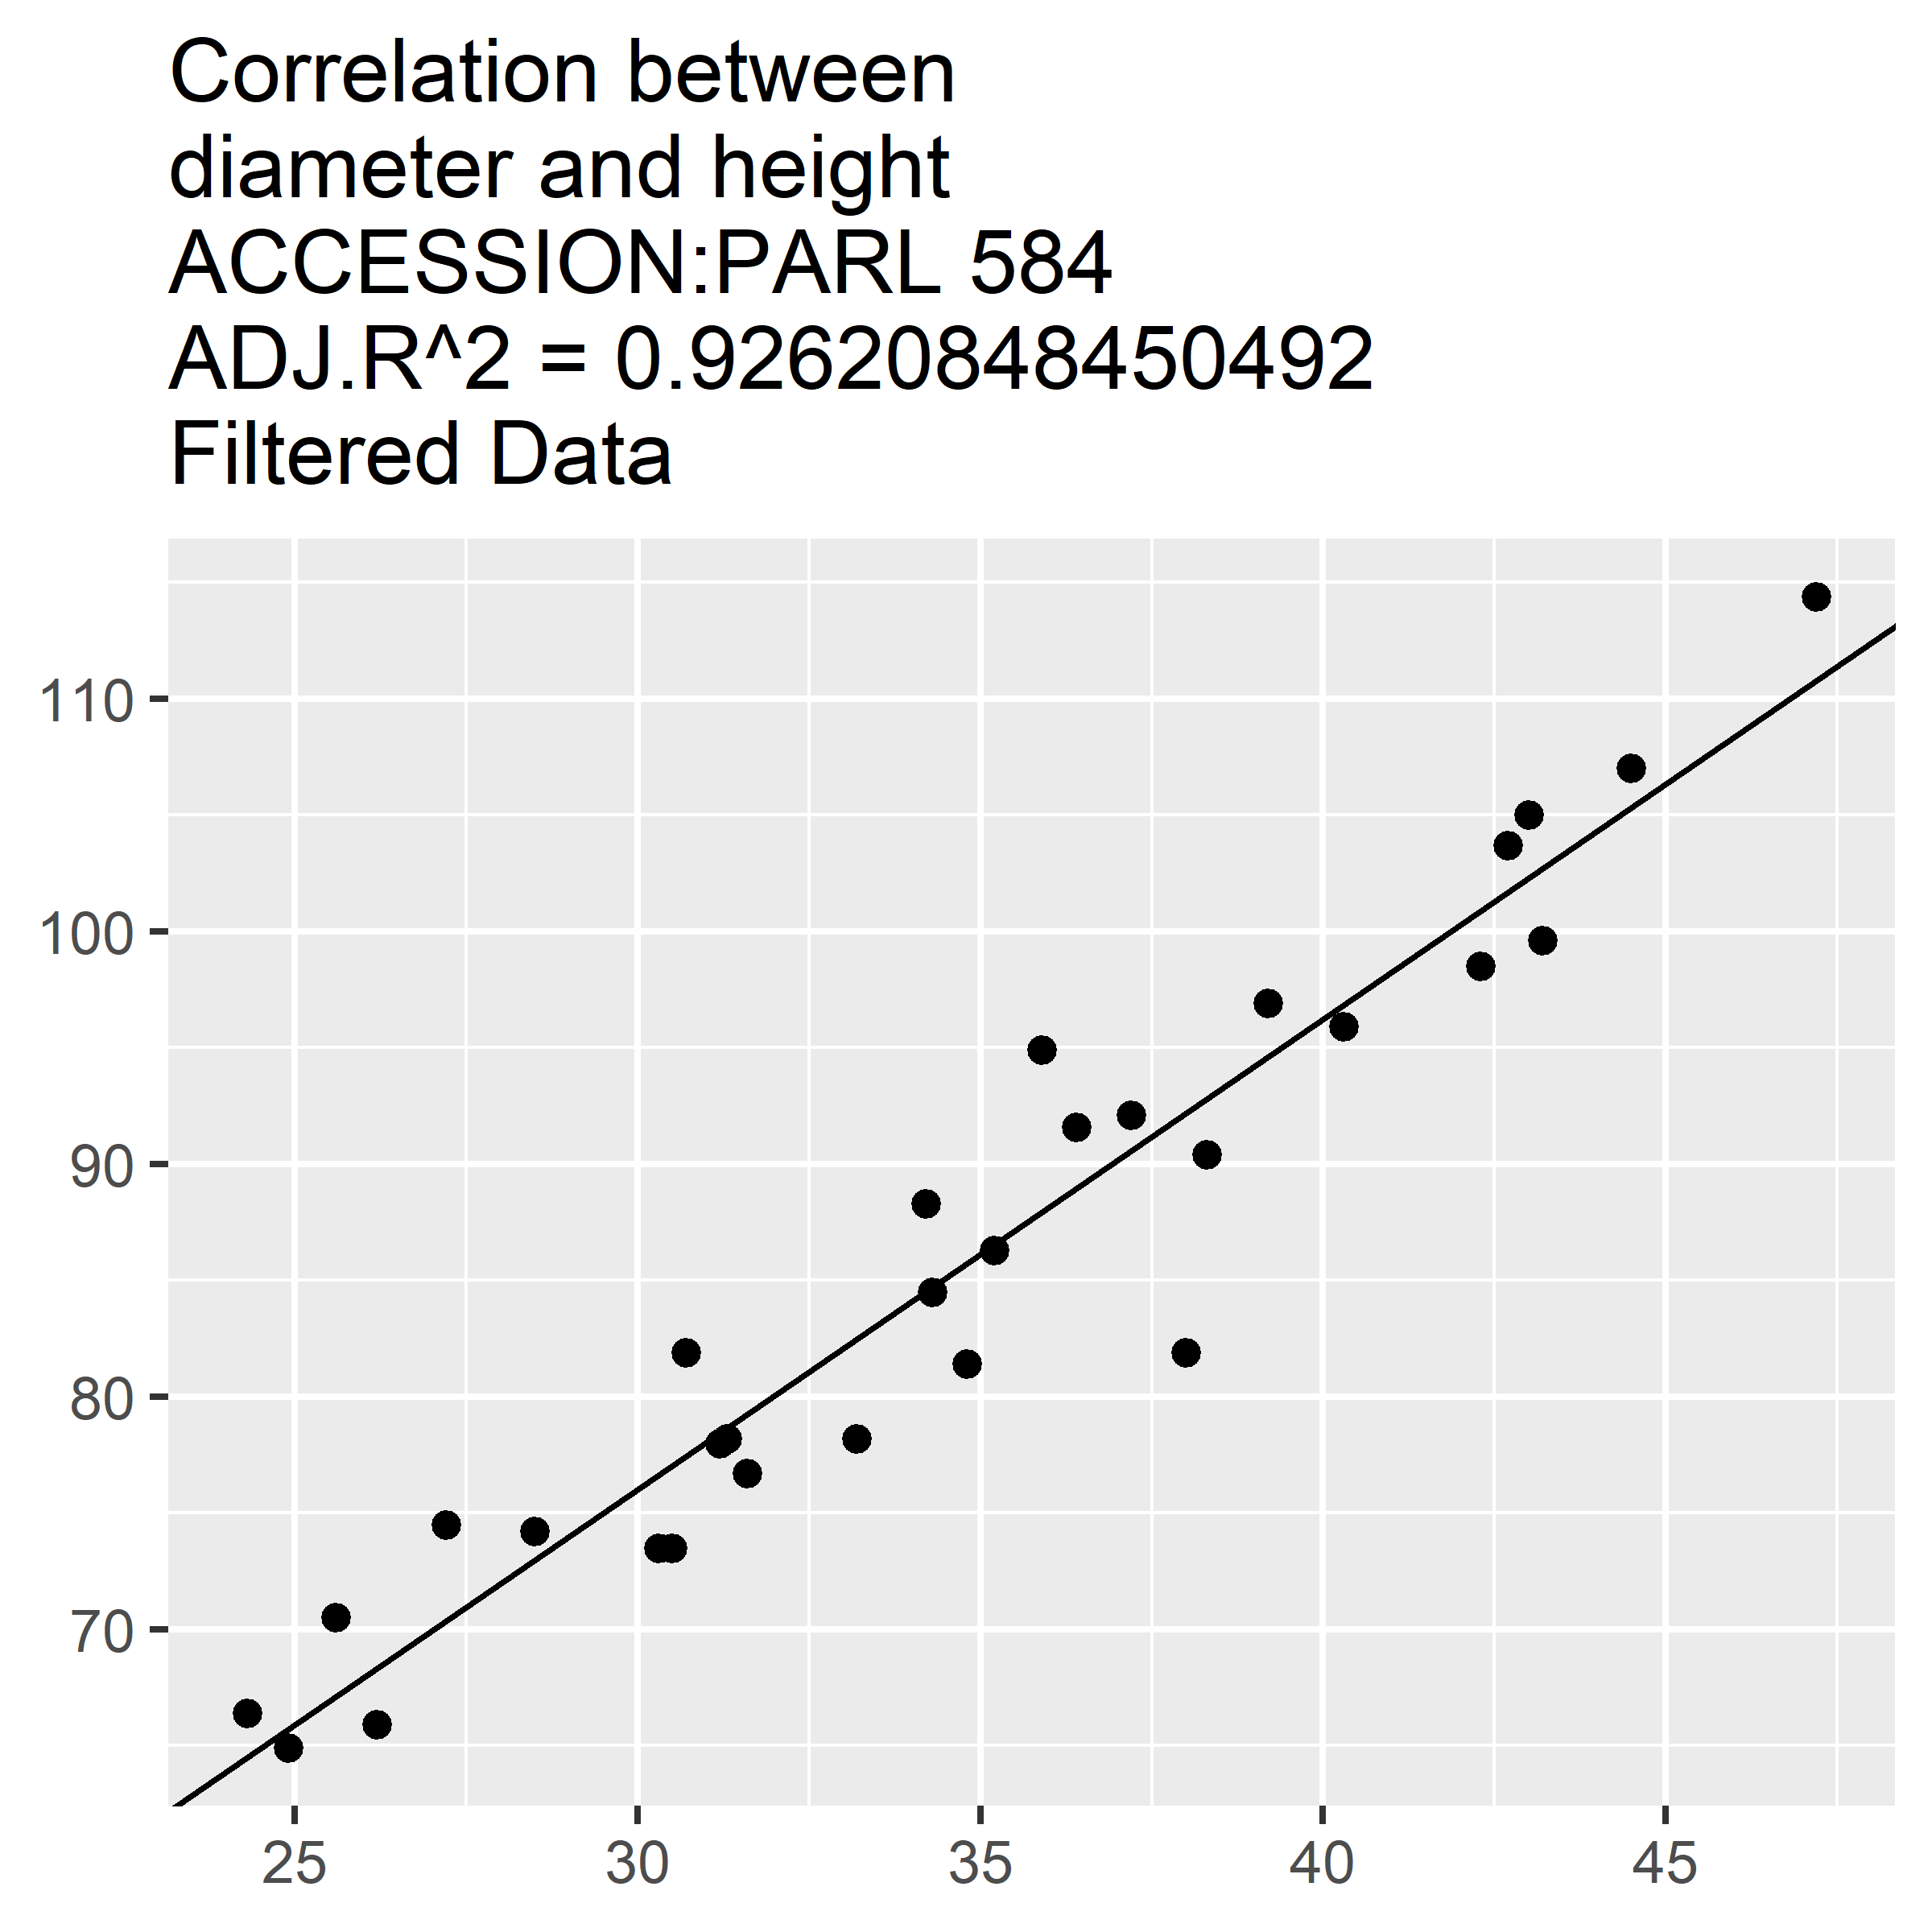 Correlation between
diameter and height
ACCESSION:PARL 584
ADJ.R^2 = 0.92620848450492
Filtered Data
110
100
90
80
70
25 30 35 40 45